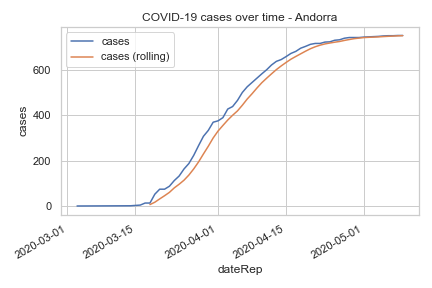 COVID-19 cases over time - Andorra
cases
cases (rolling)
600
400
200
0
cases
2020-03-01
2020-03-15
2020-04-01
2020-04-15
2020-05-01
dateRep